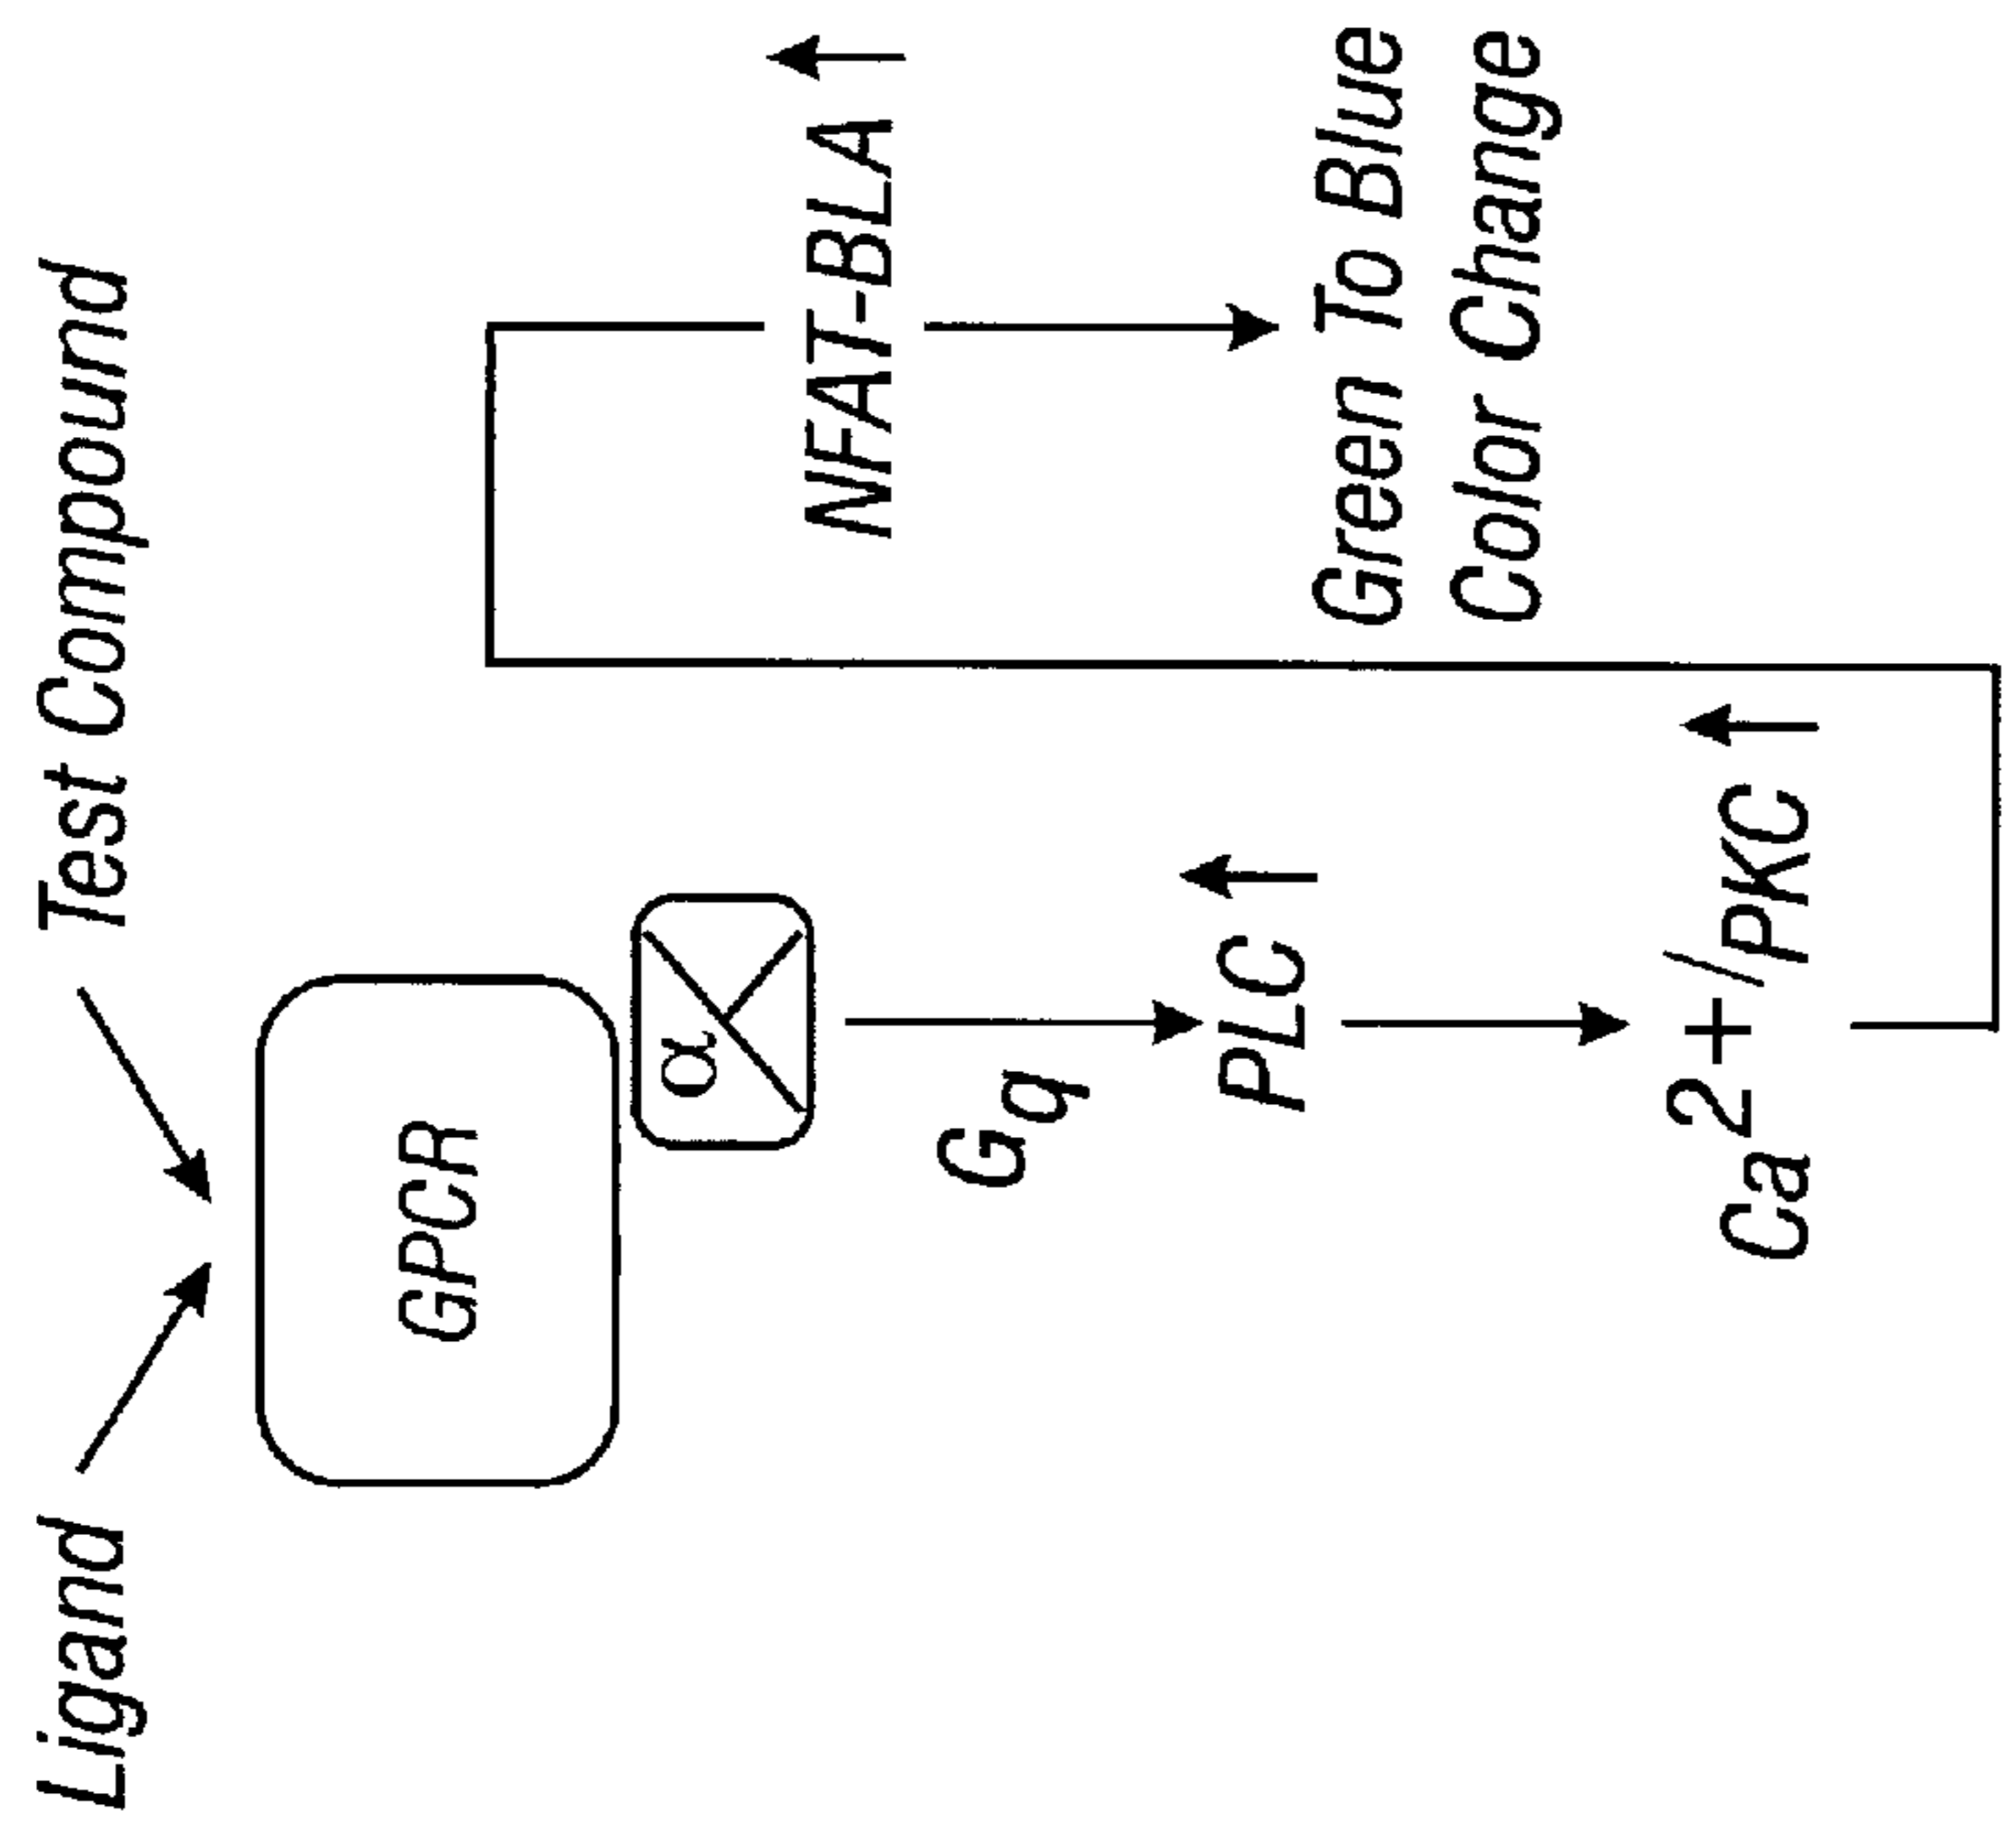 Ligand
Test Compound
GPCR
α
Gq
PLC
Ca2+/PKC
NFAT-BLA
Green To Blue
Color Change